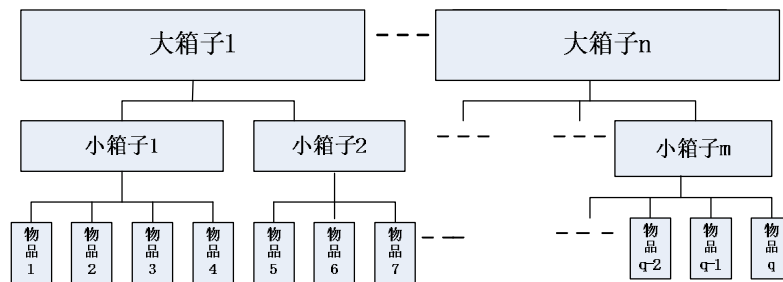 大箱子1
大箱子n
小箱子1
小箱子2
小箱子m
物品1
物品2
物品3
物品4
物品5
物品6
物品7
物品q-2
物品q-1
物品q